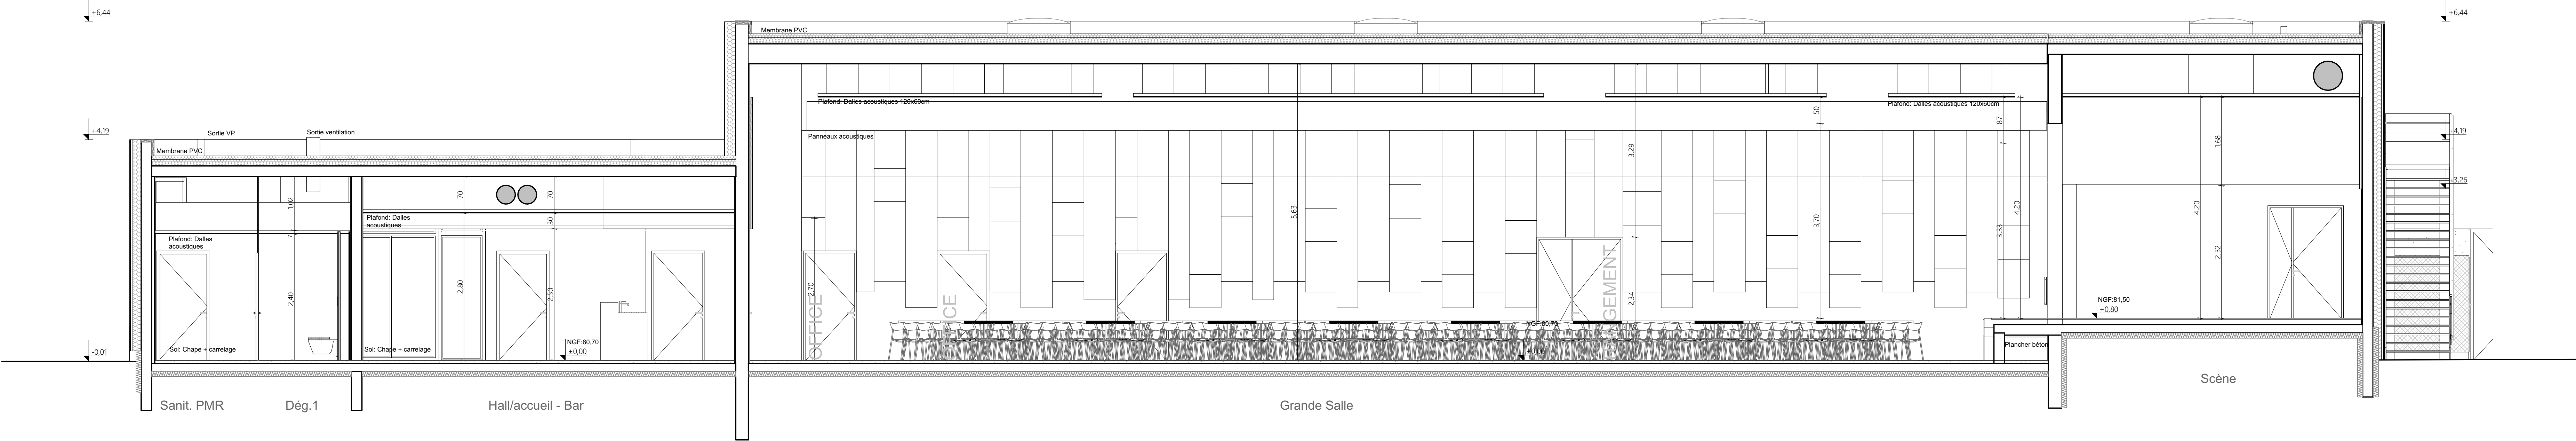 +6,44
+6,44
Membrane PVC
Plafond: Dalles acoustiques 120x60cm
Plafond: Dalles acoustiques 120x60cm
+4,19
+4,19
Sortie VP
Sortie ventilation
Membrane PVC
Panneaux acoustiques
50
87
1,68
3,29
+3,26
70
70
1,02
30
7
Plafond: Dalles
acoustiques
Plafond: Dalles
acoustiques
5,63
3,70
3,33
4,20
4,20
2,52
2,40
2,80
2,50
2,70
2,34
OFFICE
NGF:81,50
+0,80
NGF:80,70
NGF:80,70
±0,00
±0,00
Sol: Chape + carrelage
Sol: Chape + carrelage
-0,01
Plancher béton
Sanit. PMR
Dég.1
Hall/accueil - Bar
Grande Salle
Scène